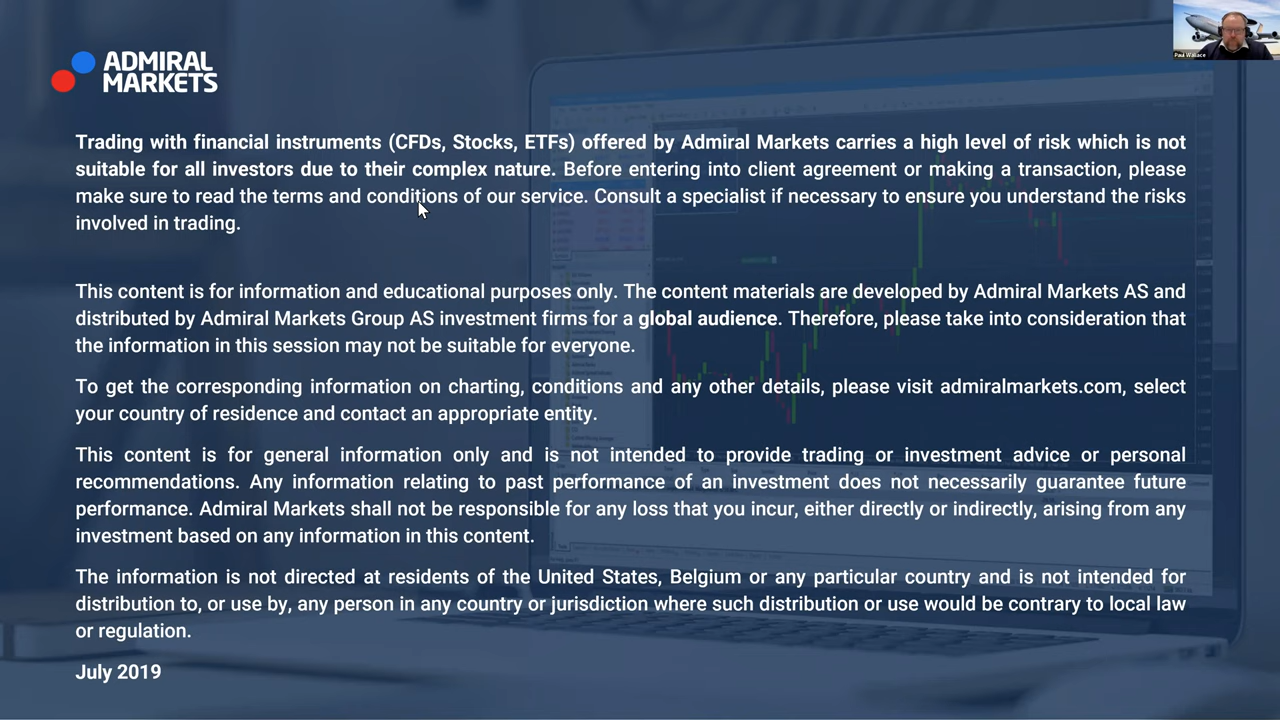 Paul Wallace
ADMIRAL
MARKETS
Trading with financial instruments (CFDs, Stocks, ETFs) offered by Admiral Markets carries a high level of risk which is not
suitable for all investors due to their complex nature. Before entering into client agreement or making a transaction, please
make sure to read the terms and conditions of our service. Consult a specialist if necessary to ensure you understand the risks
involved in trading.
This content is for information and educational purposes only. The content materials are developed by Admiral Markets AS and
distributed by Admiral Markets Group AS investment firms for a global audience. Therefore, please take into consideration that
the information in this session may not be suitable for everyone.
To get the corresponding information on charting, conditions and any other details, please visit admiralmarkets.com, select
your country of residence and contact an appropriate entity.
This content is for general information only and is not intended to provide trading or investment advice or personal
recommendations. Any information relating to past performance of an investment does not necessarily guarantee future
performance. Admiral Markets shall not be responsible for any loss that you incur, either directly or indirectly, arising from any
investment based on any information in this content.
The information is not directed at residents of the United States, Belgium or any particular country and is not intended for
distribution to, or use by, any person in any country or jurisdiction where such distribution or use would be contrary to local law
or regulation.
July 2019